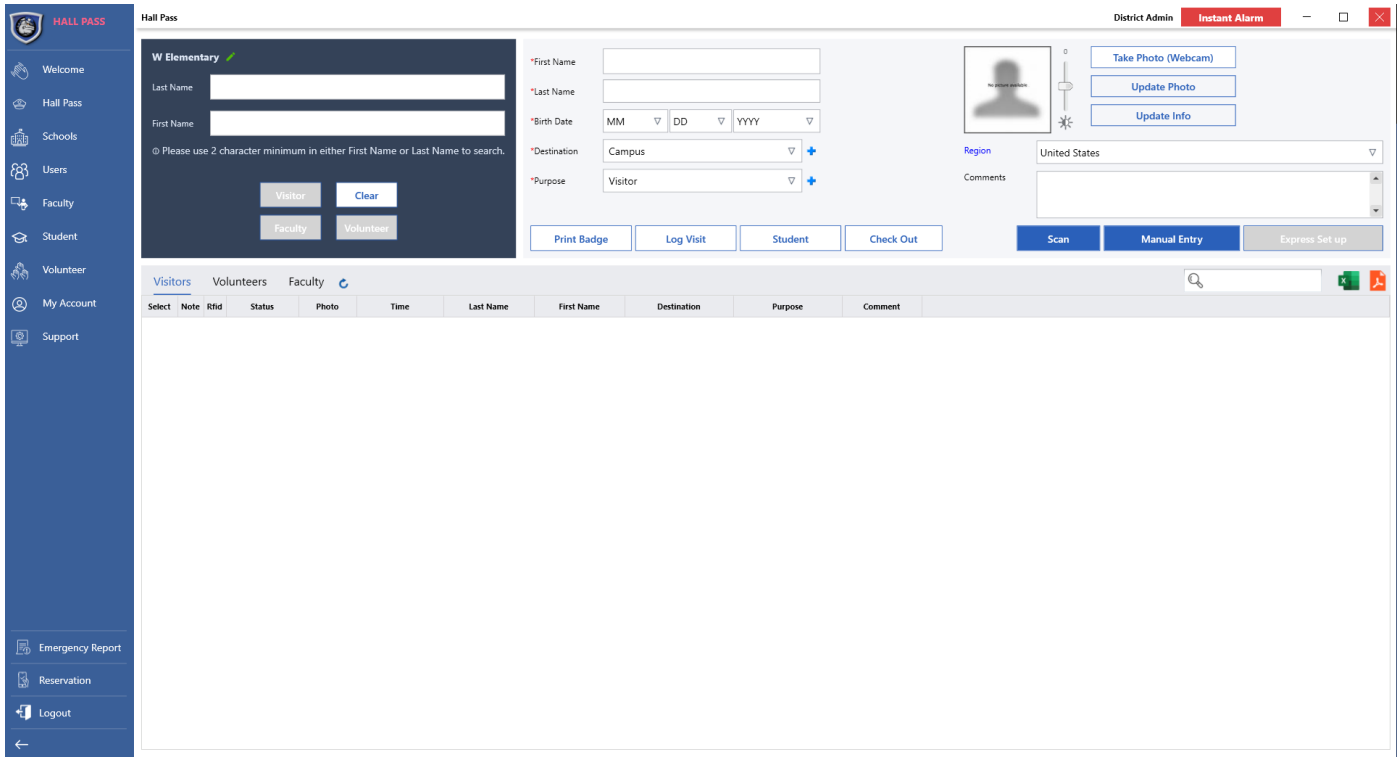 HALL PASS
Welcome
Hall Pass
Schools
Users
Faculty
Student
Volunteer
My Account
Support
Emergency Report
Reservation
Logout
Hall Pass
District Admin
Instant Alarm
W Elementary
Last Name
First Name
Please use 2 character minimum in either First Name or Last Name to search.
Visitor
Clear
Faculty
Volunteer
*First Name
*Last Name
*Birth Date
MM
DD
YYYY
*Destination
Campus
*Purpose
Visitor
Print Badge
Log Visit
Student
Check Out
No picture available
0
Take Photo (Webcam)
Update Photo
Update Info
Region
United States
Comments
Scan
Manual Entry
Express Set up
Visitors
Volunteers
Faculty
Select Note Rfid Status Photo Time Last Name First Name Destination Purpose Comment